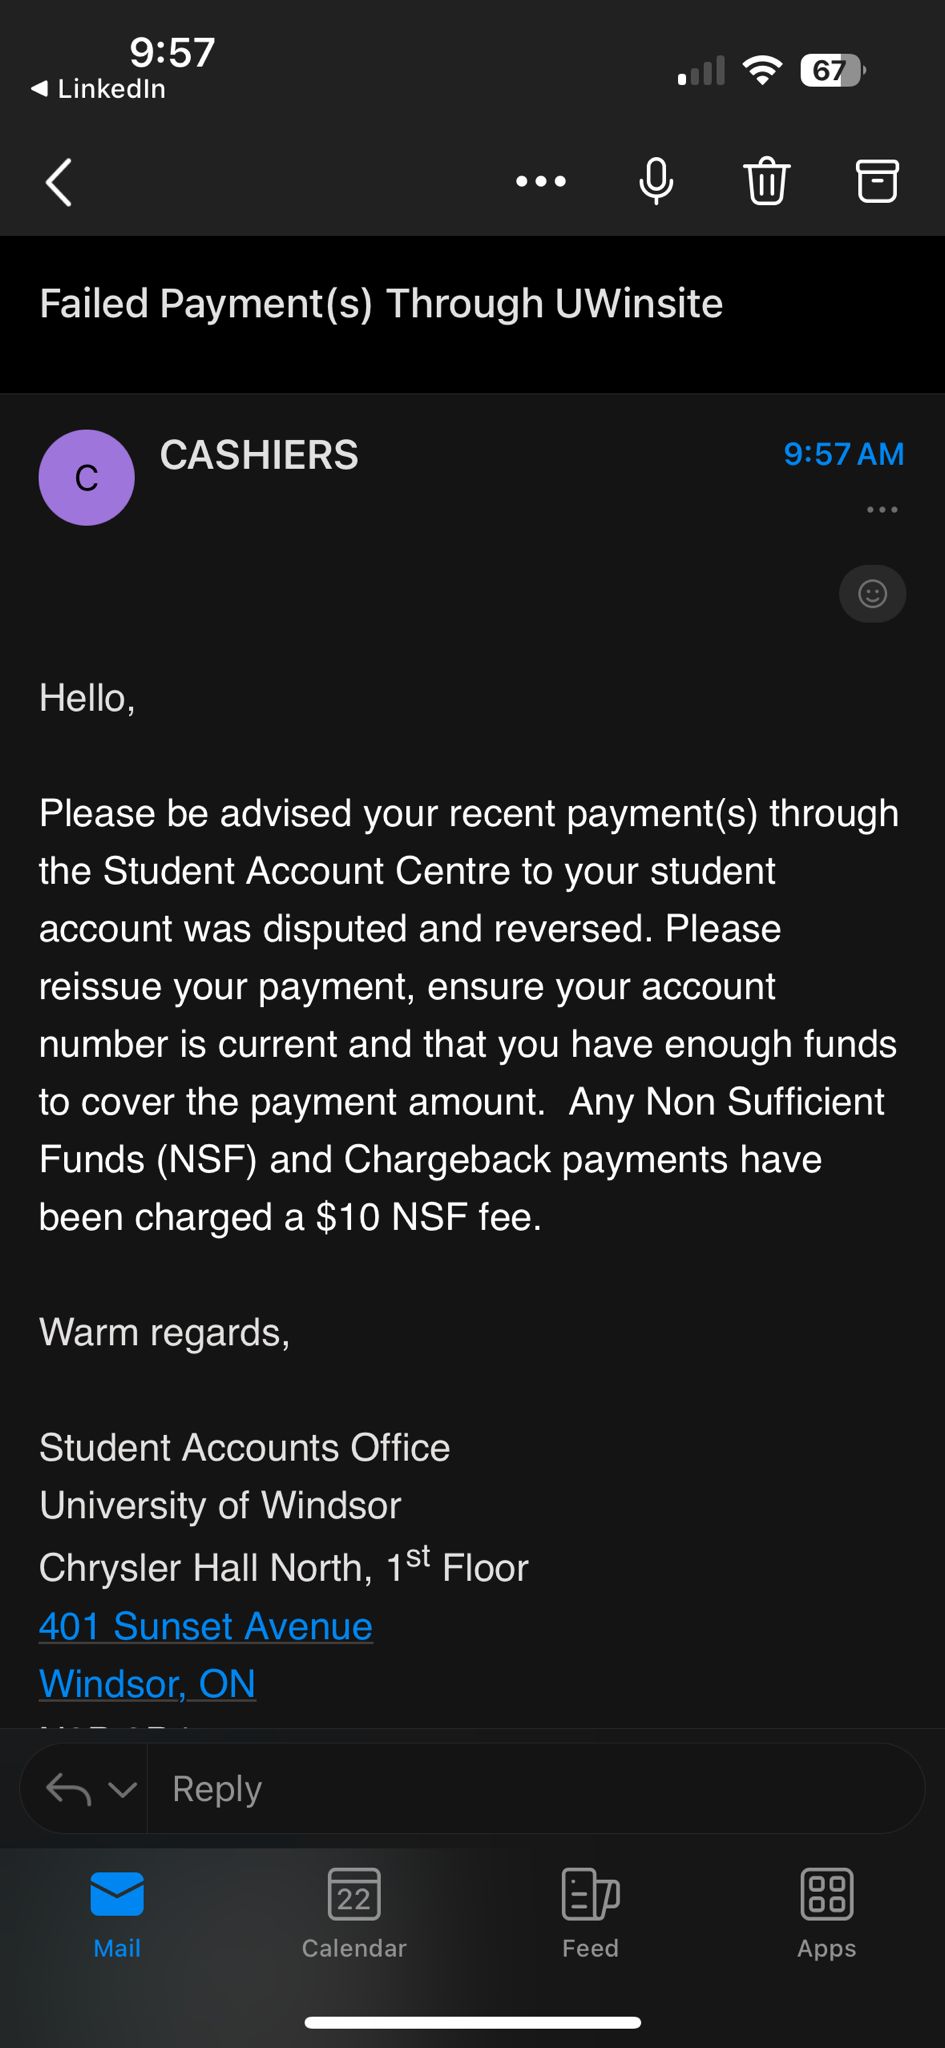 9:57
◀ LinkedIn
67
Failed Payment(s) Through UWinsite
C
CASHIERS
9:57 AM
Hello,
Please be advised your recent payment(s) through
the Student Account Centre to your student
account was disputed and reversed. Please
reissue your payment, ensure your account
number is current and that you have enough funds
to cover the payment amount.  Any Non Sufficient
Funds (NSF) and Chargeback payments have
been charged a $10 NSF fee.
Warm regards,
Student Accounts Office
University of Windsor
Chrysler Hall North, 1st Floor
401 Sunset Avenue
Windsor, ON
Reply
22
Mail
Calendar
Feed
Apps